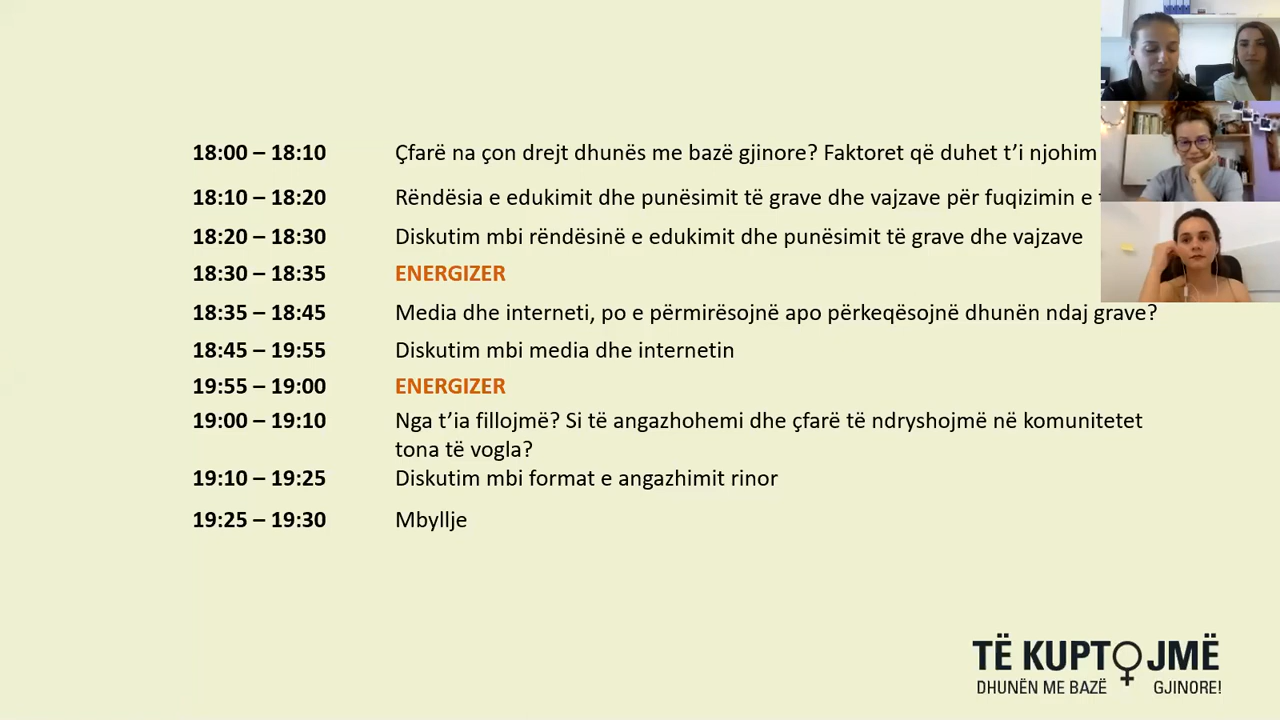 18:00 – 18:10 Çfarë na çon drejt dhunës me bazë gjinore? Faktoret që duhet t’i njohim
18:10 – 18:20 Rëndësia e edukimit dhe punësimit të grave dhe vajzave për fuqizimin e
18:20 – 18:30 Diskutim mbi rëndësinë e edukimit dhe punësimit të grave dhe vajzave
18:30 – 18:35 ENERGIZER
18:35 – 18:45 Media dhe interneti, po e përmirësojnë apo përkeqësojnë dhunën ndaj grave?
18:45 – 19:55 Diskutim mbi media dhe internetin
19:55 – 19:00 ENERGIZER
19:00 – 19:10 Nga t’ia fillojmë? Si të angazhohemi dhe çfarë të ndryshojmë në komunitetet
tona të vogla?
19:10 – 19:25 Diskutim mbi format e angazhimit rinor
19:25 – 19:30 Mbyllje
TË KUPTOJMË
DHUNËN ME BAZË GJINORE!